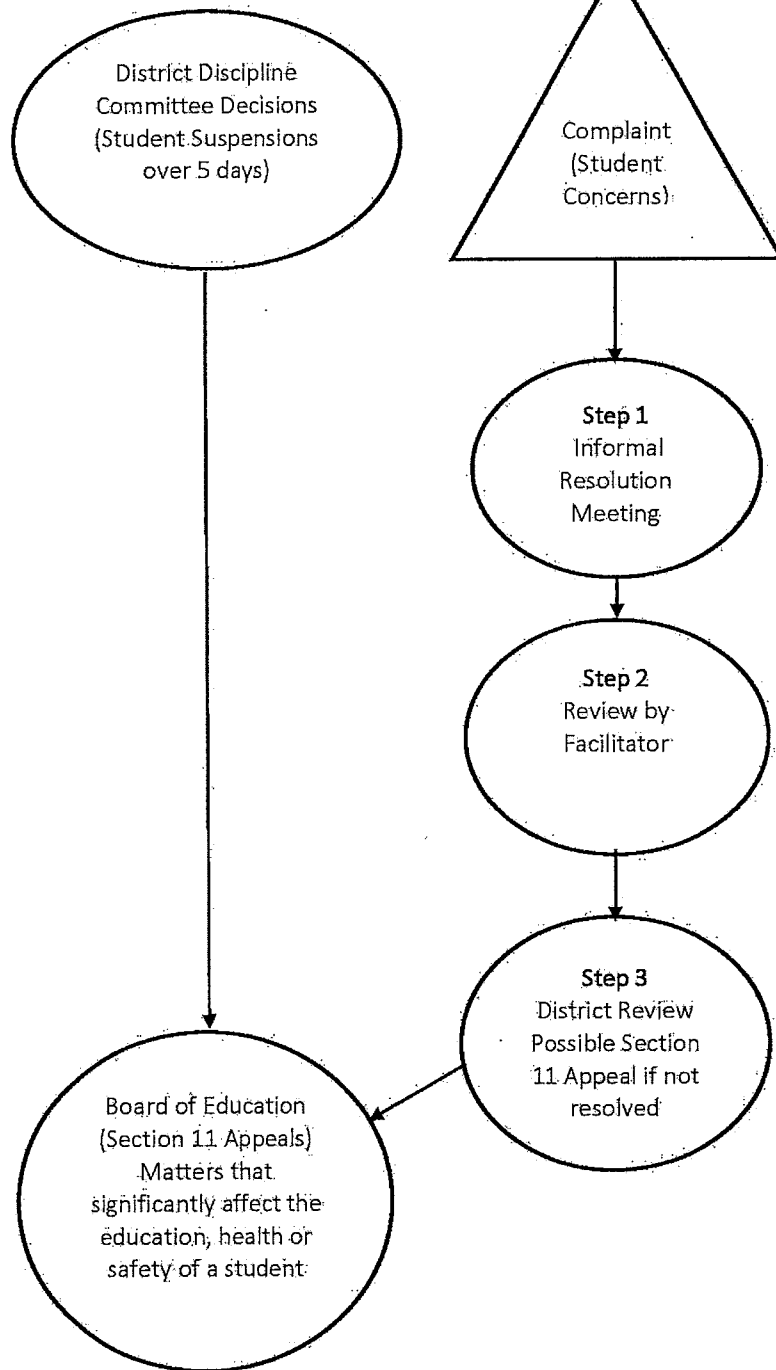 District Discipline
Committee Decisions
(Student Suspensions
over 5 days)
Complaint
(Student
Concerns)
Step 1
Informal
Resolution
Meeting
Step 2
Review by
Facilitator
Step 3
District Review
Possible Section
11 Appeal if not
resolved
Board of Education
(Section 11 Appeals)
Matters that
significantly affect the
education, health or
safety of a student